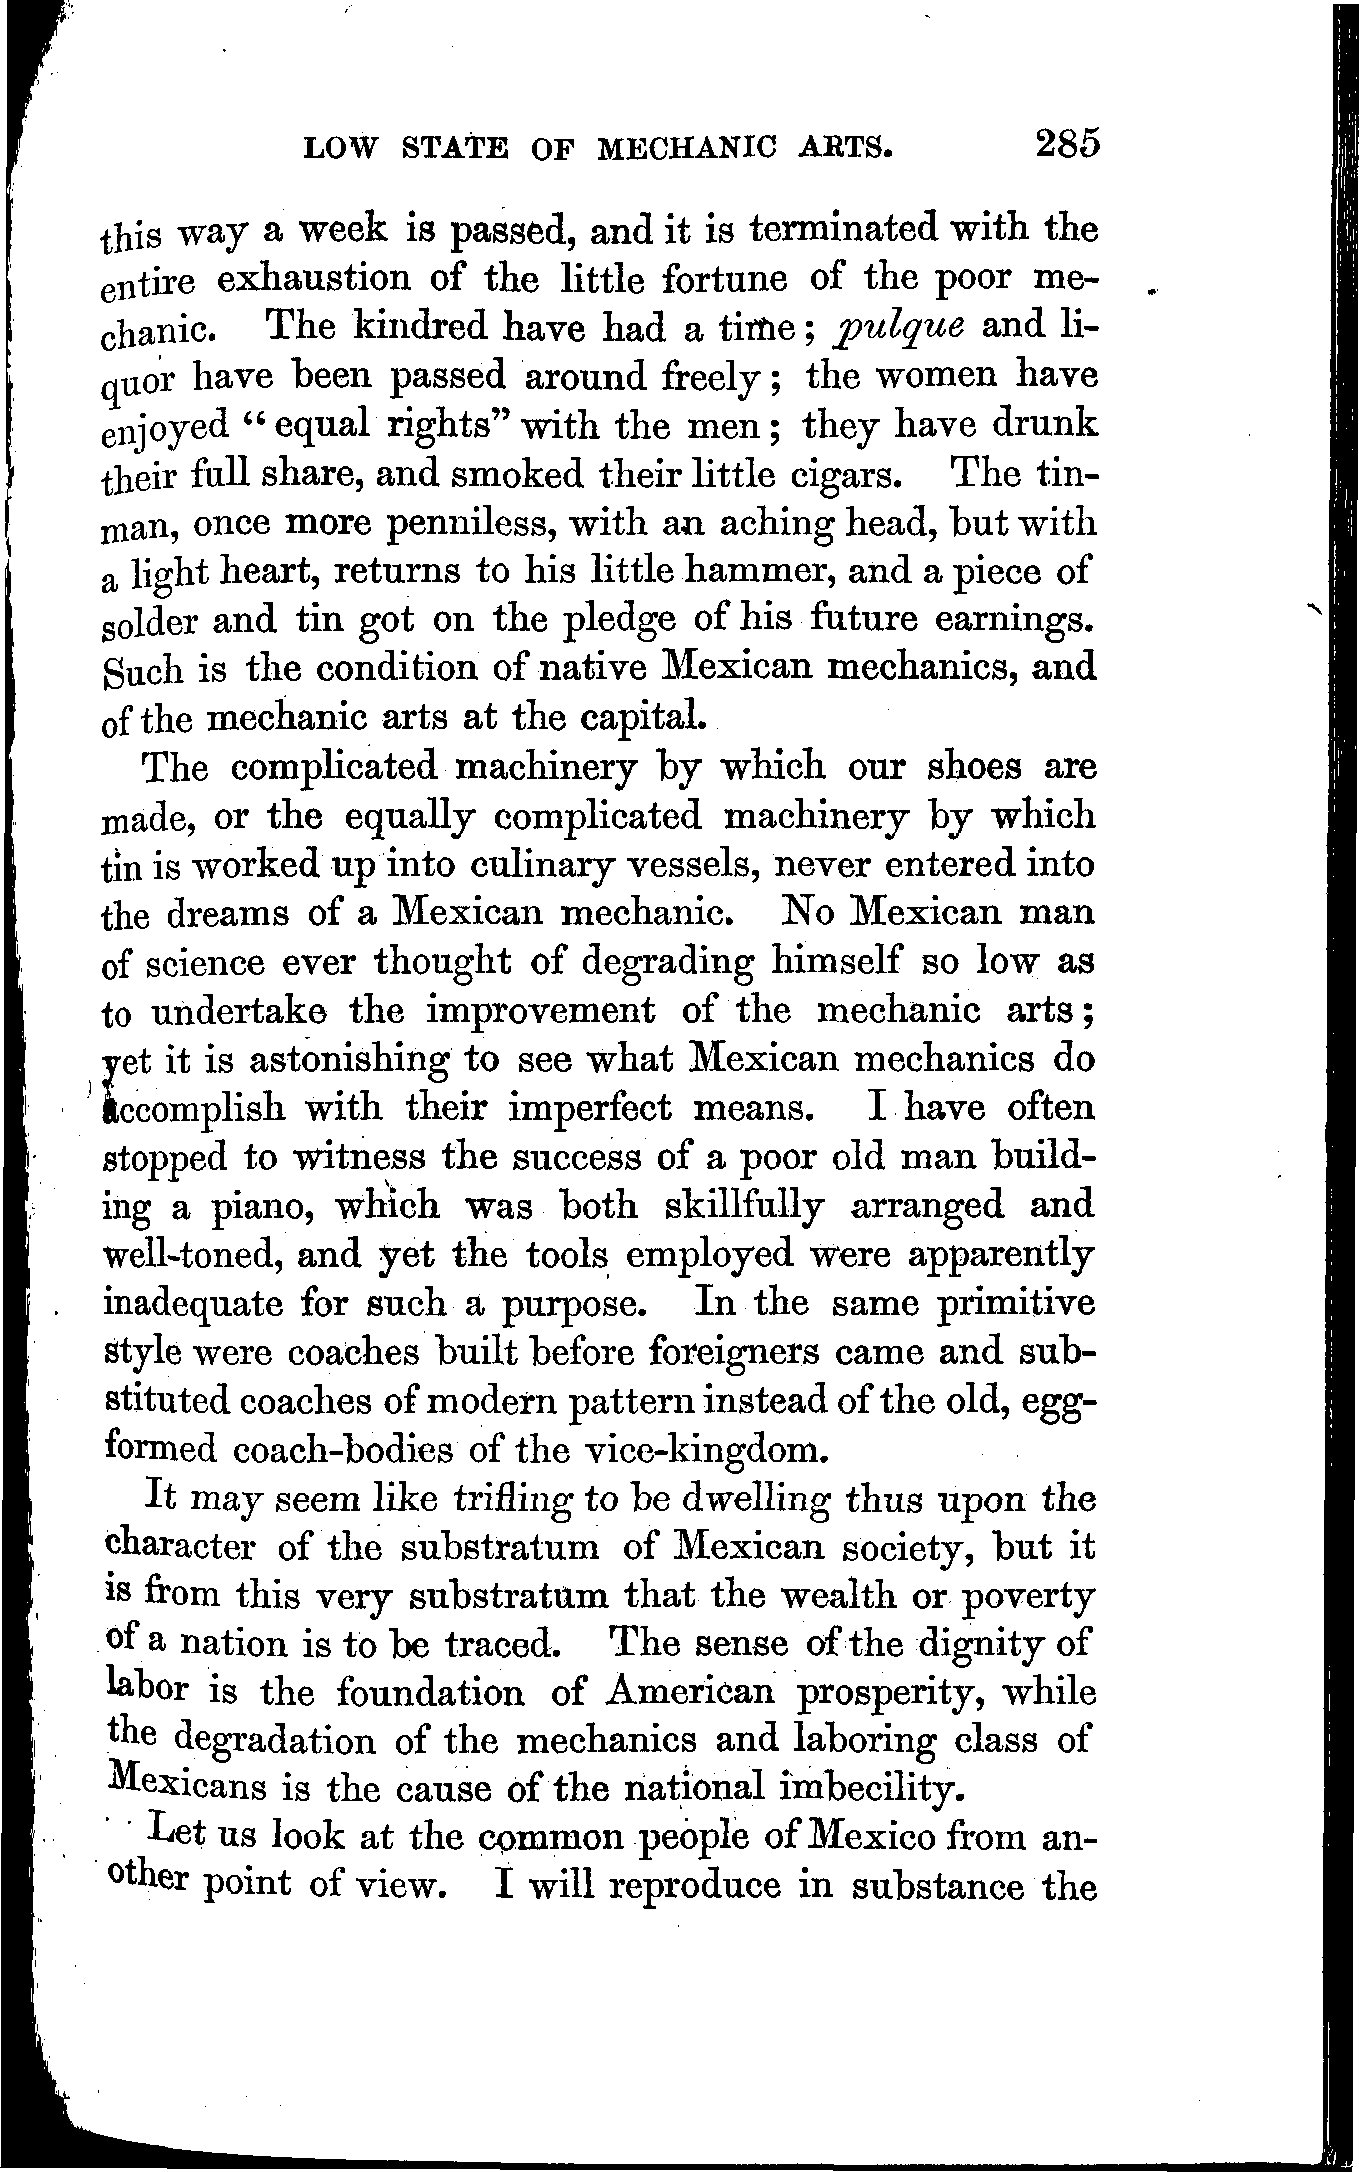 LOW STATE OF MECHANIC ARTS. 285
this way a week is passed, and it is terminated with the
entire exhaustion of the little fortune of the poor me-
chanic. The kindred have had a time; pulque and li-
quor have been passed around freely; the women have
enjoyed "equal rights" with the men; they have drunk
their full share, and smoked their little cigars. The tin-
man, once more penniless, with an aching head, but with
a light heart, returns to his little hammer, and a piece of
solder and tin got on the pledge of his future earnings.
Such is the condition of native Mexican mechanics, and
of the mechanic arts at the capital.
The complicated machinery by which our shoes are
made, or the equally complicated machinery by which
tin is worked up into culinary vessels, never entered into
the dreams of a Mexican mechanic. No Mexican man
of science ever thought of degrading himself so low as
to undertake the improvement of the mechanic arts;
yet it is astonishing to see what Mexican mechanics do
accomplish with their imperfect means. I have often
stopped to witness the success of a poor old man build-
ing a piano, which was both skillfully arranged and
well-toned, and yet the tools employed were apparently
inadequate for such a purpose. In the same primitive
style were coaches built before foreigners came and sub-
stituted coaches of modern pattern instead of the old, egg-
formed coach-bodies of the vice-kingdom.
It may seem like trifling to be dwelling thus upon the
character of the substratum of Mexican society, but it
is from this very substratum that the wealth or poverty
of a nation is to be traced. The sense of the dignity of
labor is the foundation of American prosperity, while
the degradation of the mechanics and laboring class of
Mexicans is the cause of the national imbecility.
Let us look at the common people of Mexico from an-
other point of view. I will reproduce in substance the